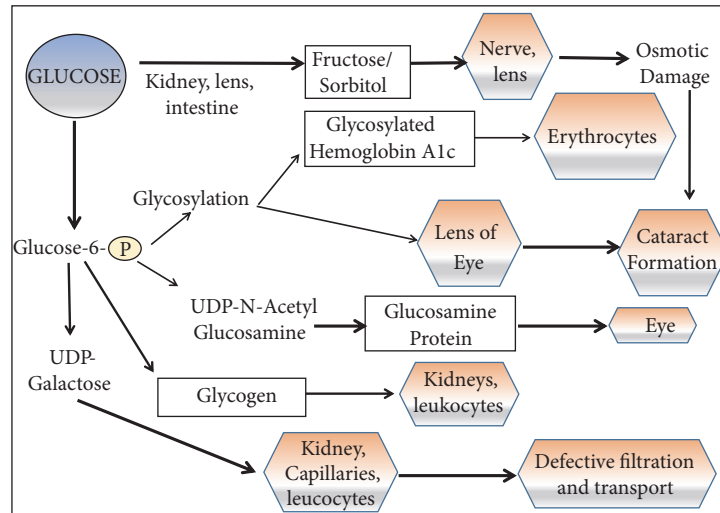 GLUCOSE
Kidney, lens,
intestine
Fructose/
Sorbitol
Nerve,
lens
Osmotic
Damage
Glycosylated
Hemoglobin A1c
Erythrocytes
Glycosylation
Glucose-6- P
Lens of
Eye
Cataract
Formation
UDP-N-Acetyl
Glucosamine
Glucosamine
Protein
Eye
UDP-
Galactose
Glycogen
Kidneys,
leukocytes
Kidney,
Capillaries,
leucocytes
Defective filtration
and transport